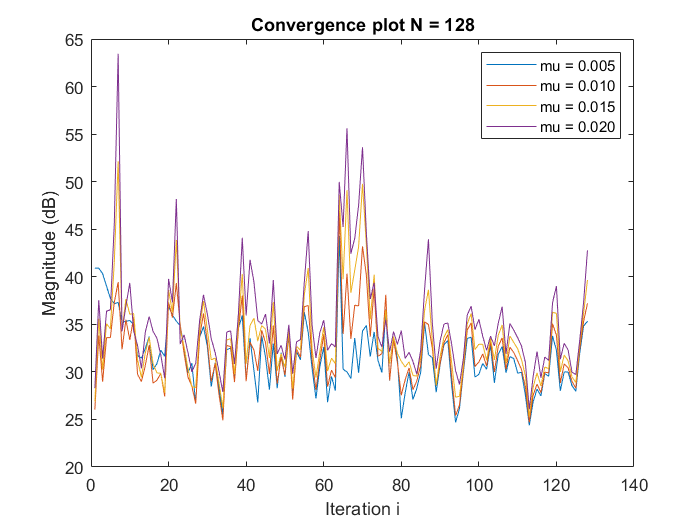 Convergence plot N = 128
65
60
55
50
45
40
35
30
25
20
Magnitude (dB)
0
20
40
60
80
100
120
140
Iteration i
mu = 0.005
mu = 0.010
mu = 0.015
mu = 0.020